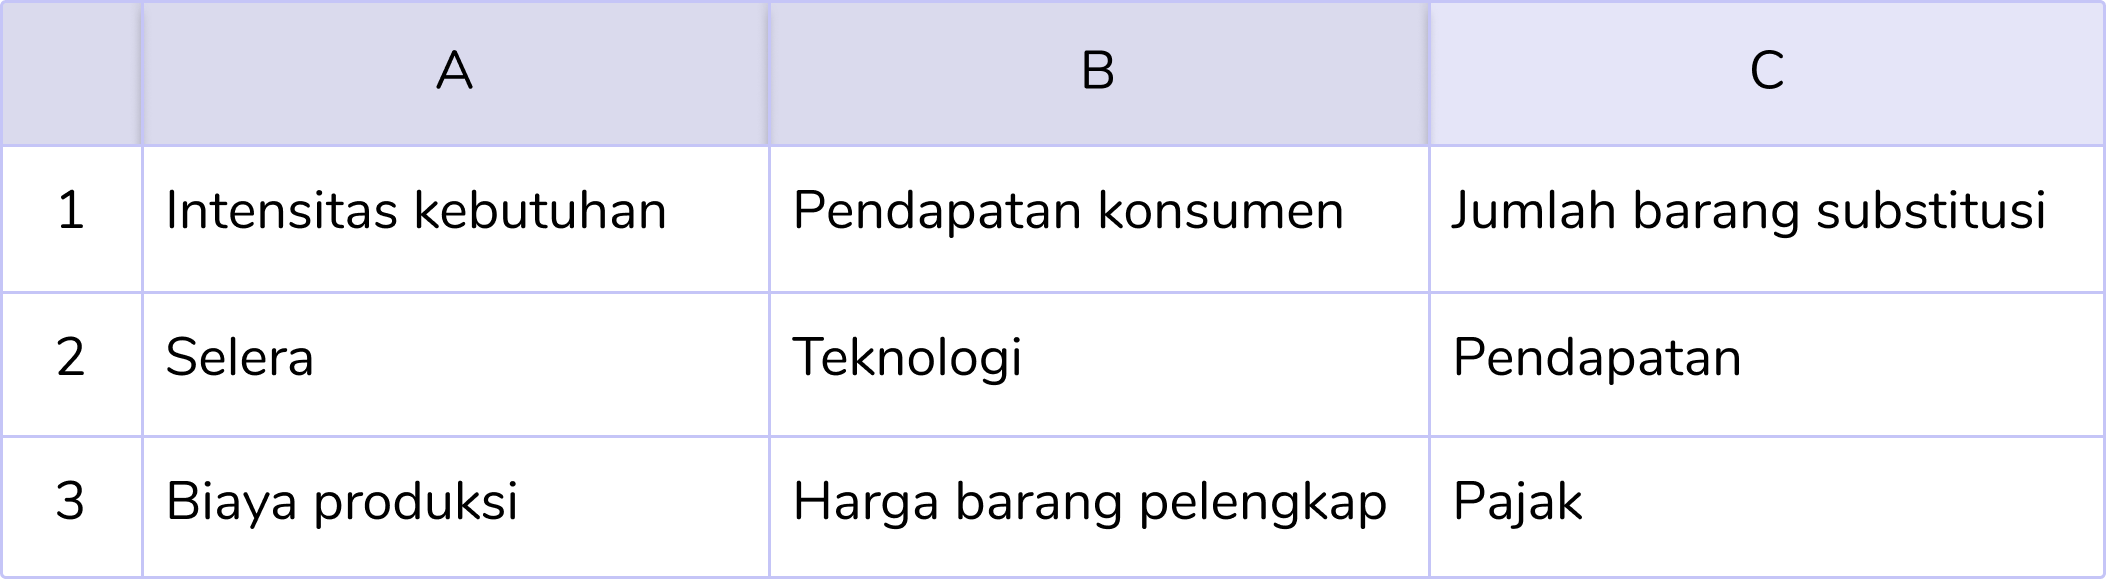 A B C
1 Intensitas kebutuhan Pendapatan konsumen Jumlah barang substitusi
2 Selera Teknologi Pendapatan
3 Biaya produksi Harga barang pelengkap Pajak